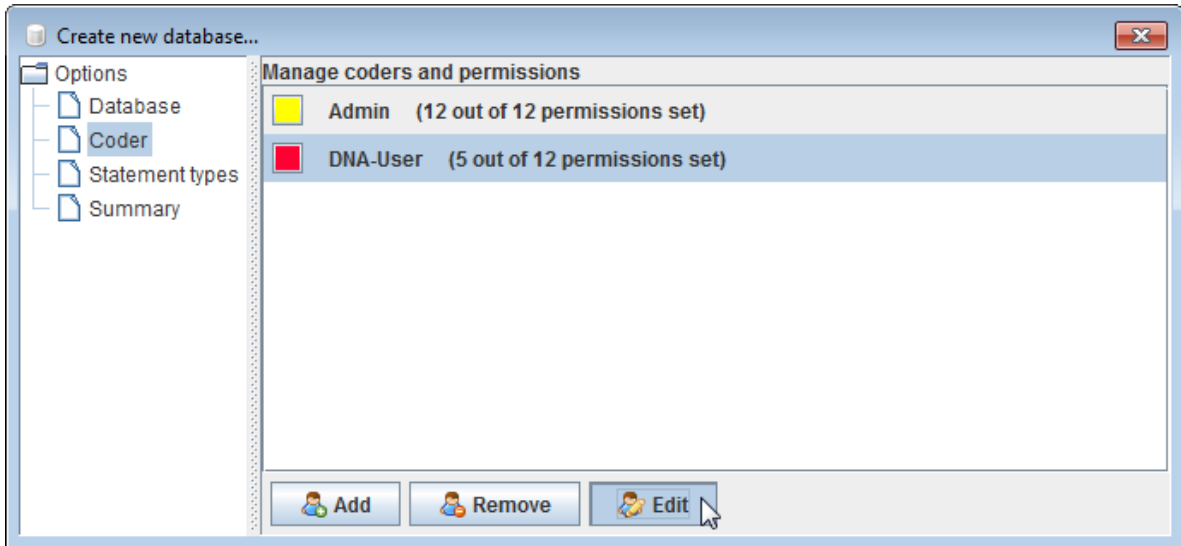 Create new database...
Options
Database
Coder
Statement types
Summary
Manage coders and permissions
Admin (12 out of 12 permissions set)
DNA-User (5 out of 12 permissions set)
Add Remove Edit